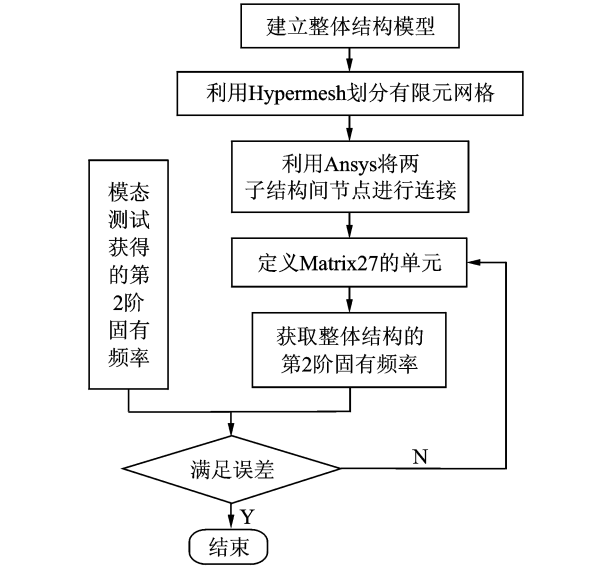 建立整体结构模型
利用Hypermesh划分有限元网格
利用Ansys将两
子结构间节点进行连接
模态
测试
获得
的第
2阶
固有
频率
定义Matrix27的单元
获取整体结构的
第2阶固有频率
满足误差
N
Y
结束